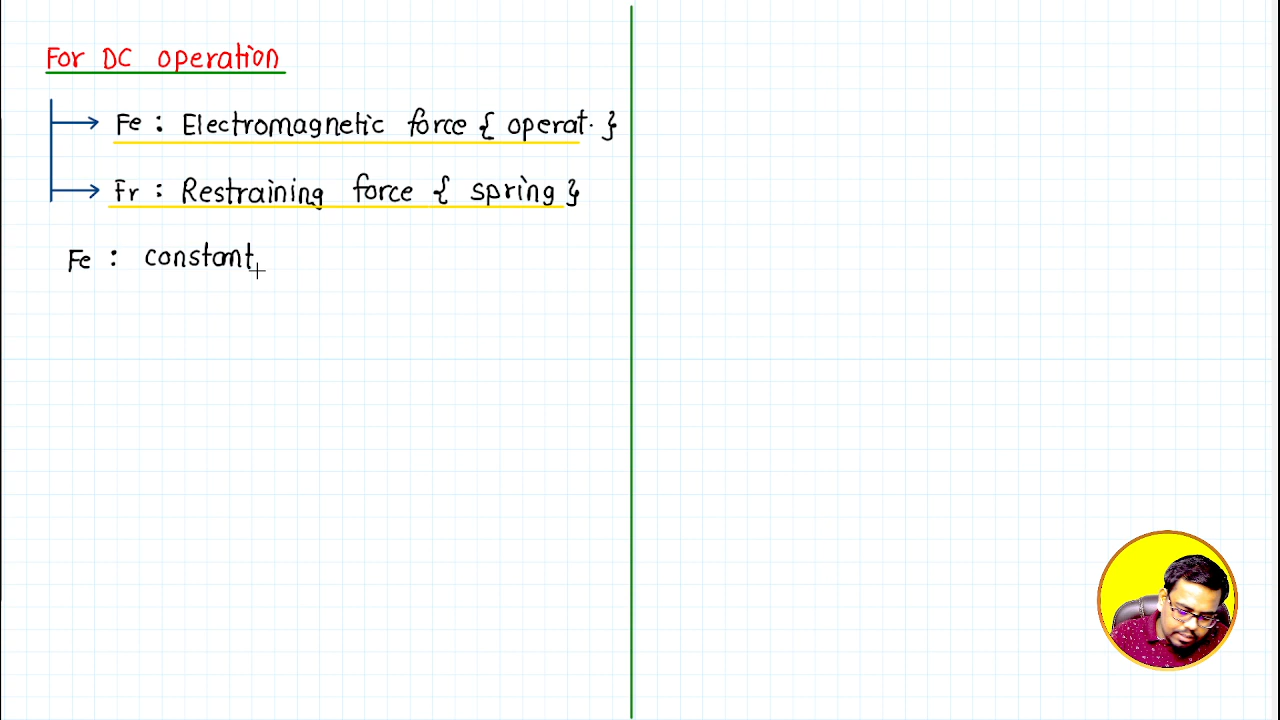 For DC operation
Fe : Electromagnetic force { operat. }
Fr : Restraining force { spring }
Fe : constant